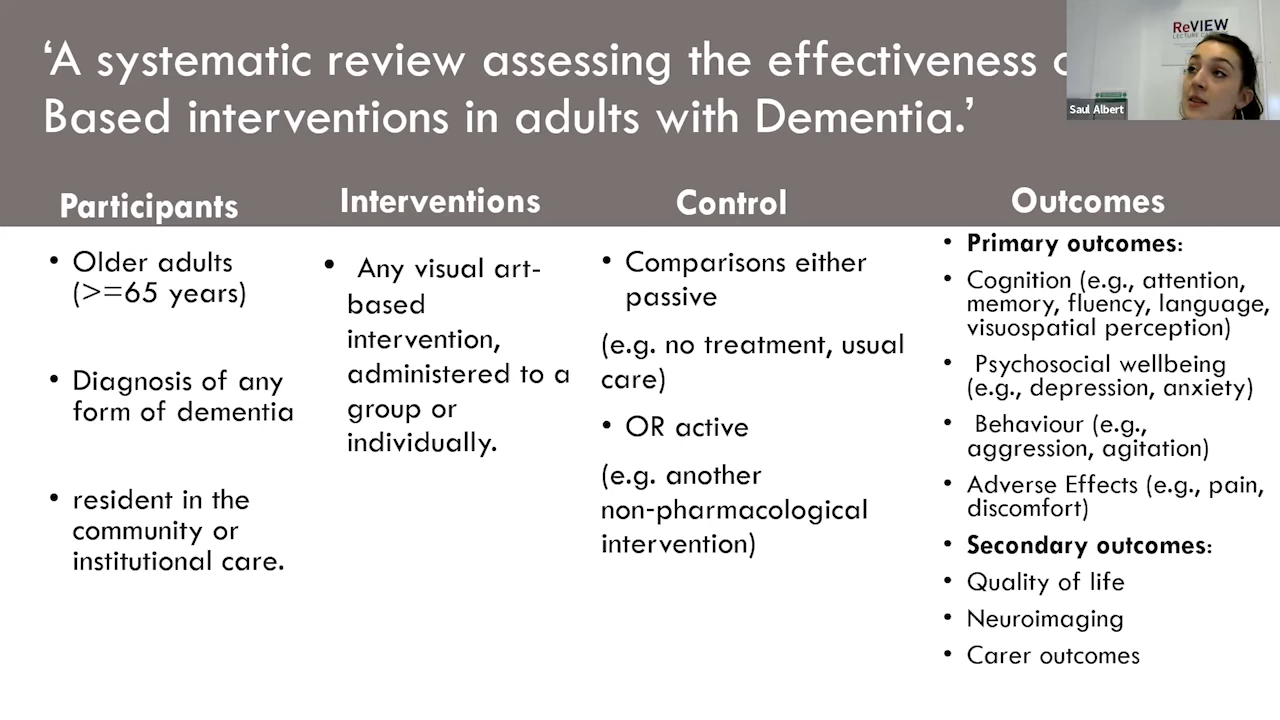 ‘A systematic review assessing the effectiveness
Based interventions in adults with Dementia.’
ReVIEW
LECTURE
Saul Albert
Participants
Interventions
Control
Outcomes
• Older adults
(>=65 years)
• Diagnosis of any
form of dementia
• resident in the
community or
institutional care.
• Any visual art-
based
intervention,
administered to a
group or
individually.
• Comparisons either
passive
(e.g. no treatment, usual
care)
• OR active
(e.g. another
non-pharmacological
intervention)
• Primary outcomes:
• Cognition (e.g., attention,
memory, fluency, language,
visuospatial perception)
• Psychosocial wellbeing
(e.g., depression, anxiety)
• Behaviour (e.g.,
aggression, agitation)
• Adverse Effects (e.g., pain,
discomfort)
• Secondary outcomes:
• Quality of life
• Neuroimaging
• Carer outcomes